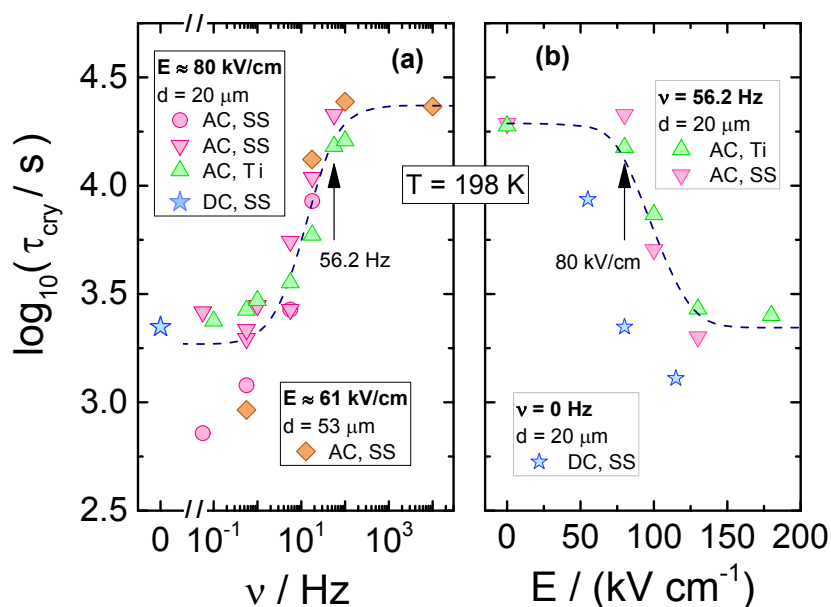 (a)
E ≈ 80 kV/cm
d = 20 μm
AC, SS
AC, SS
AC, Ti
DC, SS
56.2 Hz
E ≈ 61 kV/cm
d = 53 μm
AC, SS
log₁₀(τcry / s)
4.5
4.0
3.5
3.0
2.5
0 10⁻¹ 10¹ 10³
ν / Hz
T = 198 K
(b)
ν = 56.2 Hz
d = 20 μm
AC, Ti
AC, SS
80 kV/cm
ν = 0 Hz
d = 20 μm
DC, SS
0 50 100 150 200
E / (kV cm⁻¹)